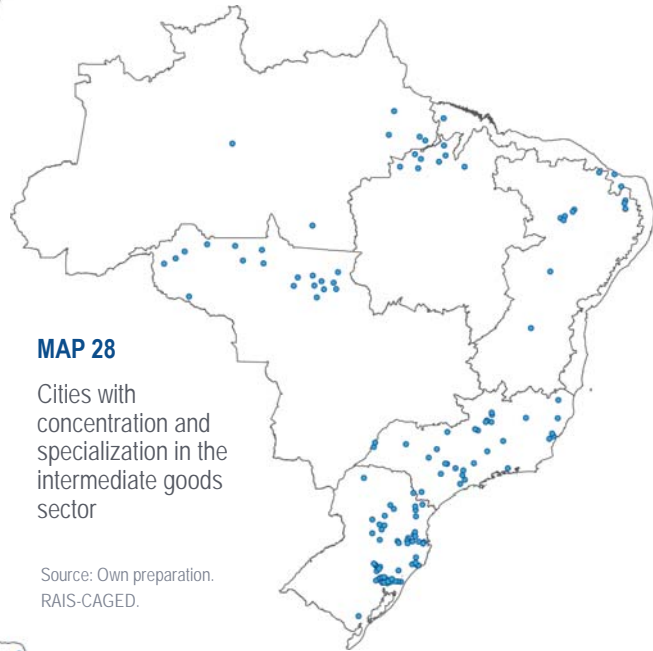 MAP 28
Cities with
concentration and
specialization in the
intermediate goods
sector
Source: Own preparation.
RAIS-CAGED.